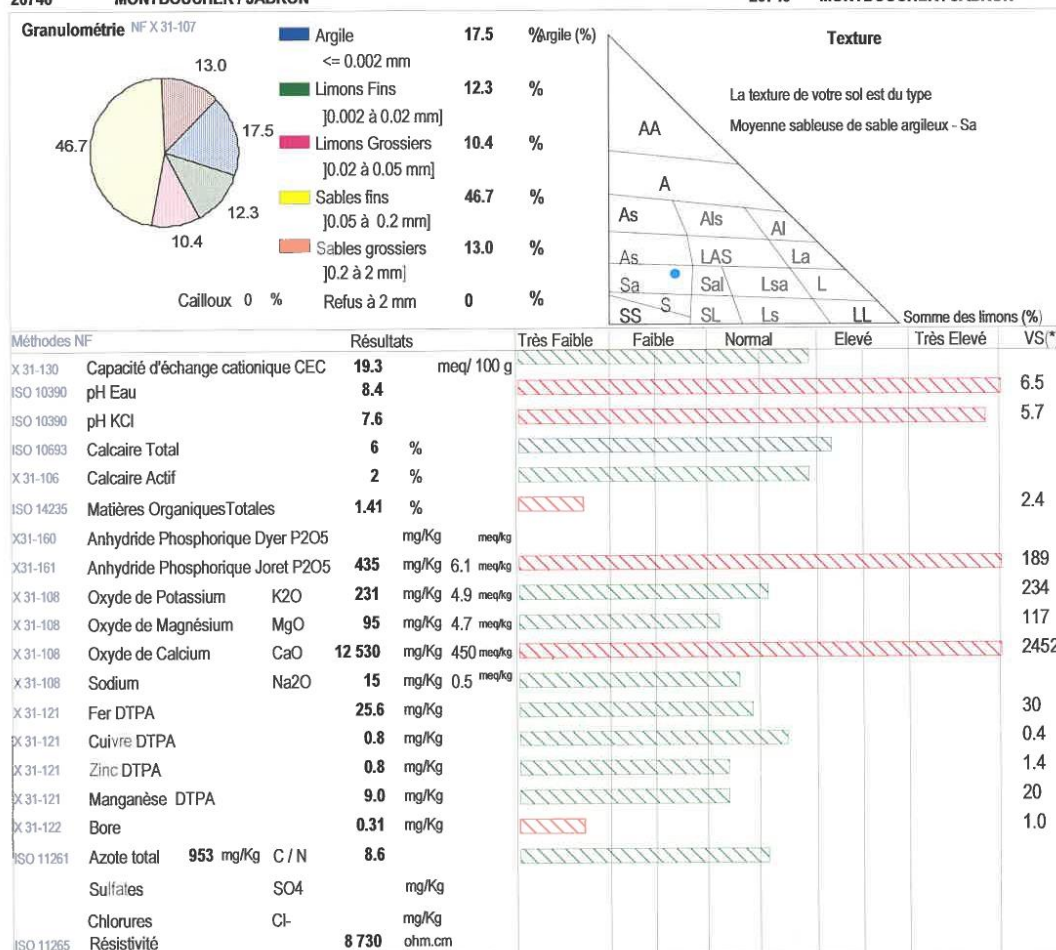 26740 MONTBOUCHER / JABRON 26740 MONTBOUCHER / JABRON
Granulométrie NF X 31-107
13.0
17.5
12.3
10.4
46.7
Cailloux 0 %
Argile 17.5 %
<= 0.002 mm
Limons Fins 12.3 %
]0.002 à 0.02 mm]
Limons Grossiers 10.4 %
]0.02 à 0.05 mm]
Sables fins 46.7 %
]0.05 à 0.2 mm]
Sables grossiers 13.0 %
]0.2 à 2 mm]
Refus à 2 mm 0 %
Argile (%)
Texture
La texture de votre sol est du type
Moyenne sableuse de sable argileux - Sa
AA
A
As Als Al
As LAS La
Sa Sal Lsa L
SS S SL Ls LL
Somme des limons (%)
Méthodes NF Résultats Très Faible Faible Normal Elevé Très Elevé VS(*
X 31-130 Capacité d'échange cationique CEC 19.3 meq/ 100 g
ISO 10390 pH Eau 8.4 6.5
ISO 10390 pH KCl 7.6 5.7
ISO 10693 Calcaire Total 6 %
X 31-106 Calcaire Actif 2 %
ISO 14235 Matières OrganiquesTotales 1.41 % 2.4
X31-160 Anhydride Phosphorique Dyer P2O5 mg/Kg meq/kg
X31-161 Anhydride Phosphorique Joret P2O5 435 mg/Kg 6.1 meq/kg 189
X 31-108 Oxyde de Potassium K2O 231 mg/Kg 4.9 meq/kg 234
X 31-108 Oxyde de Magnésium MgO 95 mg/Kg 4.7 meq/kg 117
X 31-108 Oxyde de Calcium CaO 12 530 mg/Kg 450 meq/kg 2452
X 31-108 Sodium Na2O 15 mg/Kg 0.5 meq/kg
X 31-121 Fer DTPA 25.6 mg/Kg 30
X 31-121 Cuivre DTPA 0.8 mg/Kg 0.4
X 31-121 Zinc DTPA 0.8 mg/Kg 1.4
X 31-121 Manganèse DTPA 9.0 mg/Kg 20
X 31-122 Bore 0.31 mg/Kg 1.0
ISO 11261 Azote total 953 mg/Kg C / N 8.6
Sulfates SO4 mg/Kg
Chlorures Cl- mg/Kg
ISO 11265 Résistivité 8 730 ohm.cm